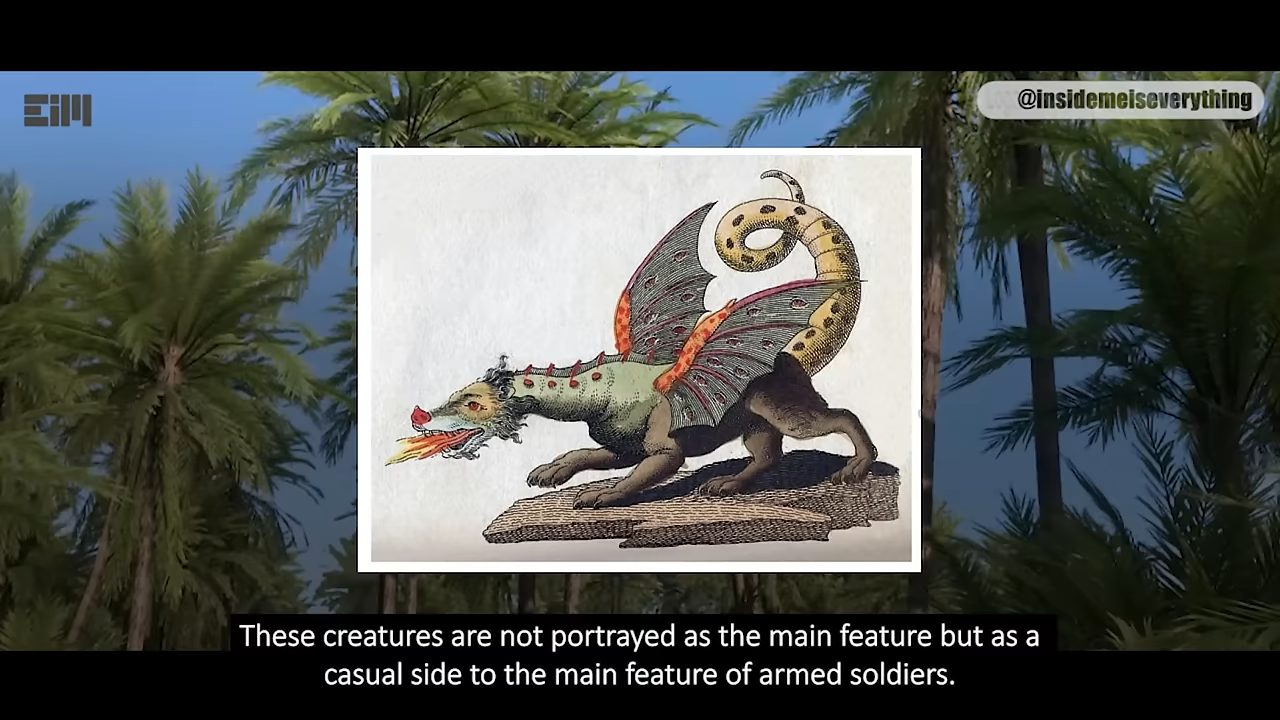 EiM
@insidemeiseverything
These creatures are not portrayed as the main feature but as a
casual side to the main feature of armed soldiers.